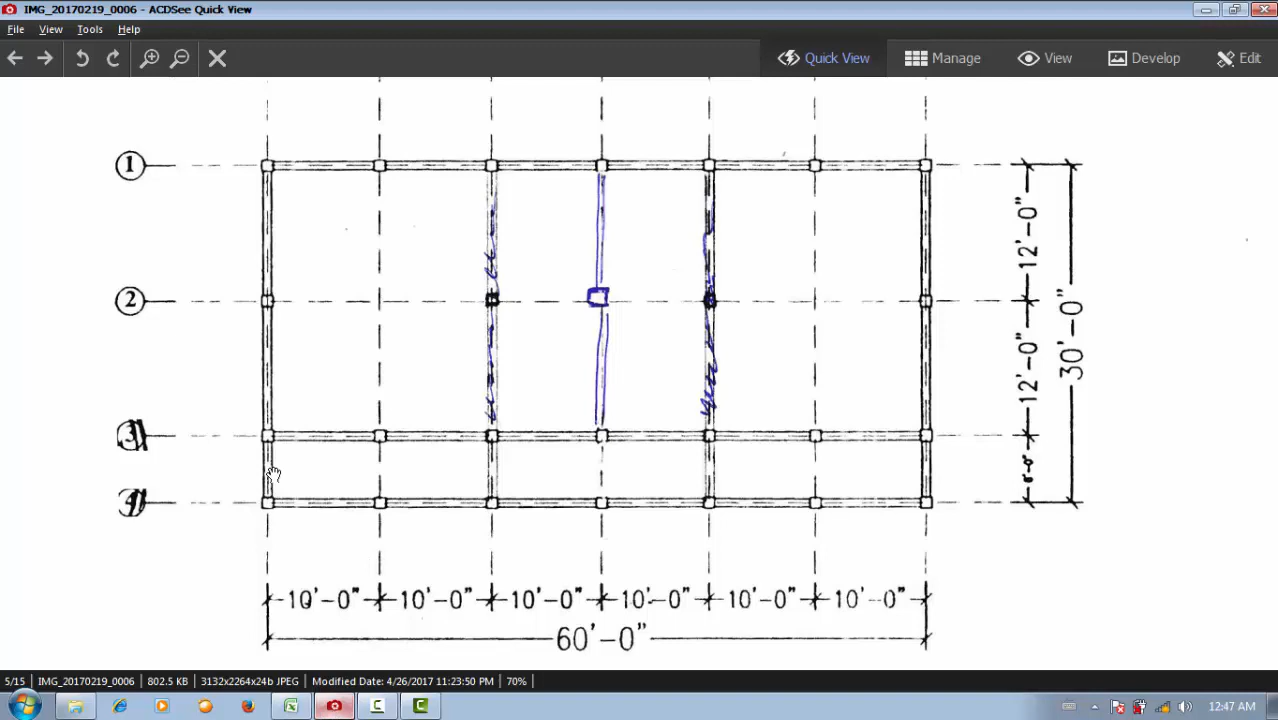 IMG_20170219_0006 - ACDSee Quick View
File View Tools Help
Quick View Manage View Develop Edit
1
2
3
4
12'-0"
12'-0"
30'-0"
10'-0" 10'-0" 10'-0" 10'-0" 10'-0" 10'-0"
60'-0"
5/15 IMG_20170219_0006 802.5 KB 3132x2264x24b JPEG Modified Date: 4/26/2017 11:23:50 PM 70%
12:47 AM